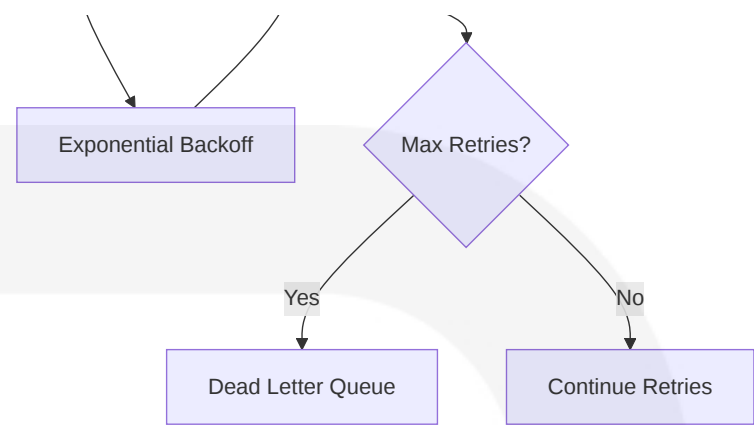 Exponential Backoff
Max Retries?
Yes
No
Dead Letter Queue
Continue Retries